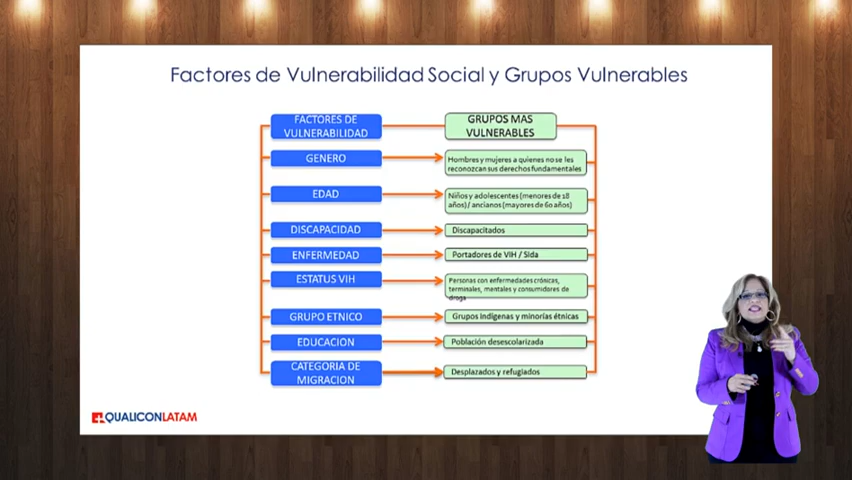 Factores de Vulnerabilidad Social y Grupos Vulnerables
FACTORES DE
VULNERABILIDAD
GRUPOS MAS
VULNERABLES
GENERO
Hombres y mujeres a quienes no se les
reconozcan sus derechos fundamentales
EDAD
Niños y adolescentes (menores de 18
años)/ ancianos (mayores de 60 años)
DISCAPACIDAD
Discapacitados
ENFERMEDAD
Portadores de VIH / Sida
ESTATUS VIH
Personas con enfermedades crónicas,
terminales, mentales y consumidores de
droga
GRUPO ETNICO
Grupos indígenas y minorías étnicas
EDUCACION
Población desescolarizada
CATEGORIA DE
MIGRACION
Desplazados y refugiados
QUALICONLATAM